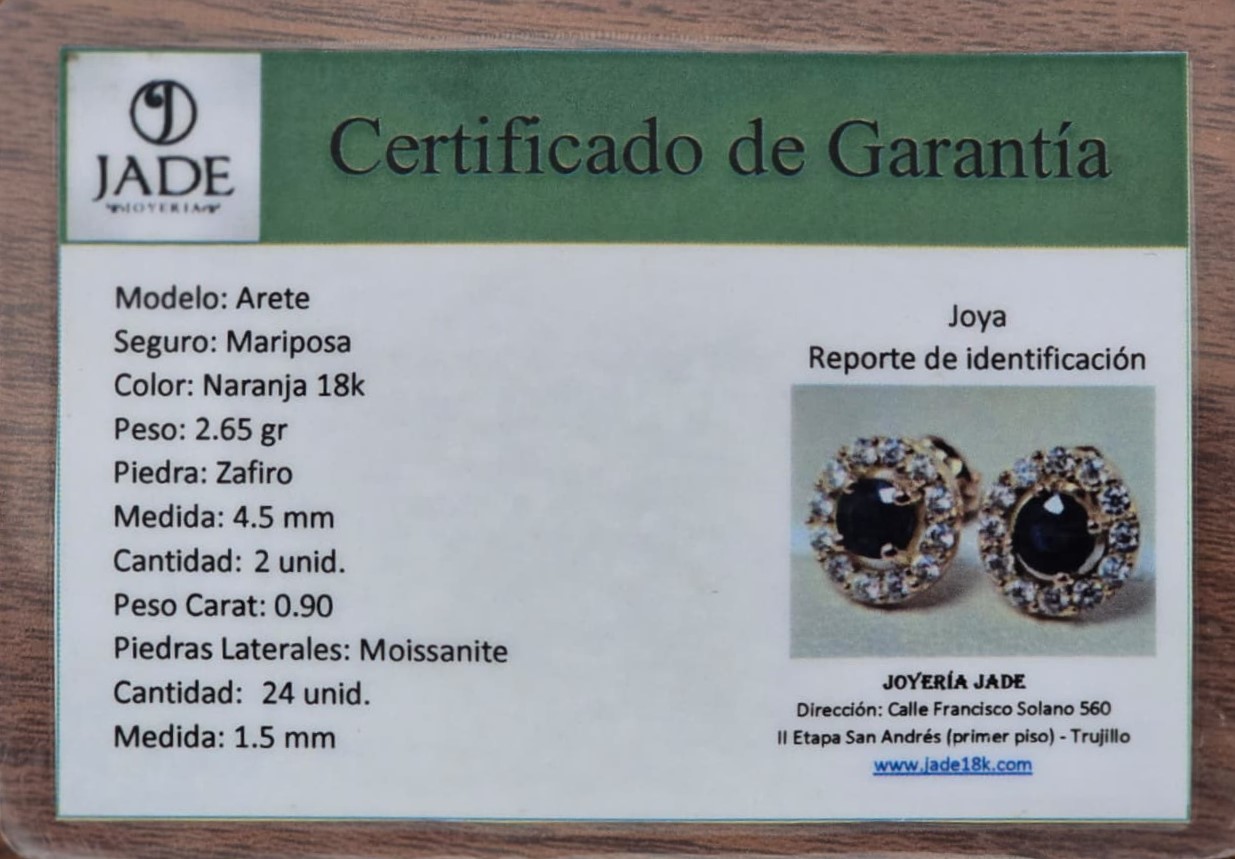 JADE
JOYERIA
Certificado de Garantía
Modelo: Arete
Seguro: Mariposa
Color: Naranja 18k
Peso: 2.65 gr
Piedra: Zafiro
Medida: 4.5 mm
Cantidad: 2 unid.
Peso Carat: 0.90
Piedras Laterales: Moissanite
Cantidad: 24 unid.
Medida: 1.5 mm
Joya
Reporte de identificación
JOYERÍA JADE
Dirección: Calle Francisco Solano 560
II Etapa San Andrés (primer piso) - Trujillo
www.jade18k.com